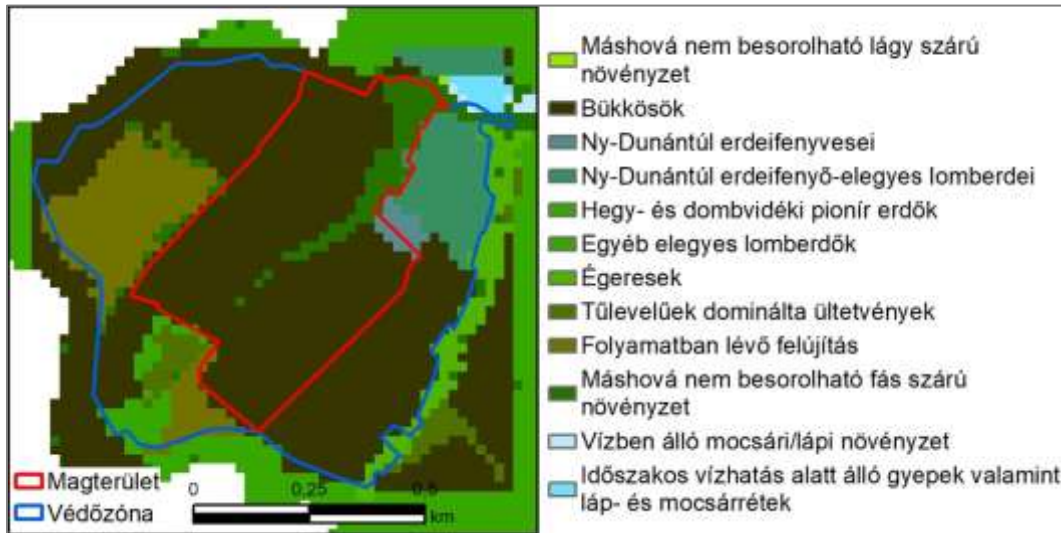 Máshová nem besorolható lágy szárú
növényzet
Bükkösök
Ny-Dunántúl erdeifenyvesei
Ny-Dunántúl erdeifenyő-elegyes lomberdei
Hegy- és dombvidéki pionír erdők
Egyéb elegyes lomberdők
Égeresek
Tűlevelűek dominálta ültetvények
Folyamatban lévő felújítás
Máshová nem besorolható fás szárú
növényzet
Vízben álló mocsári/lápi növényzet
Időszakos vízhatás alatt álló gyepek valamint
láp- és mocsárrétek
Magterület
Védőzóna
0 0,25 0,5
km